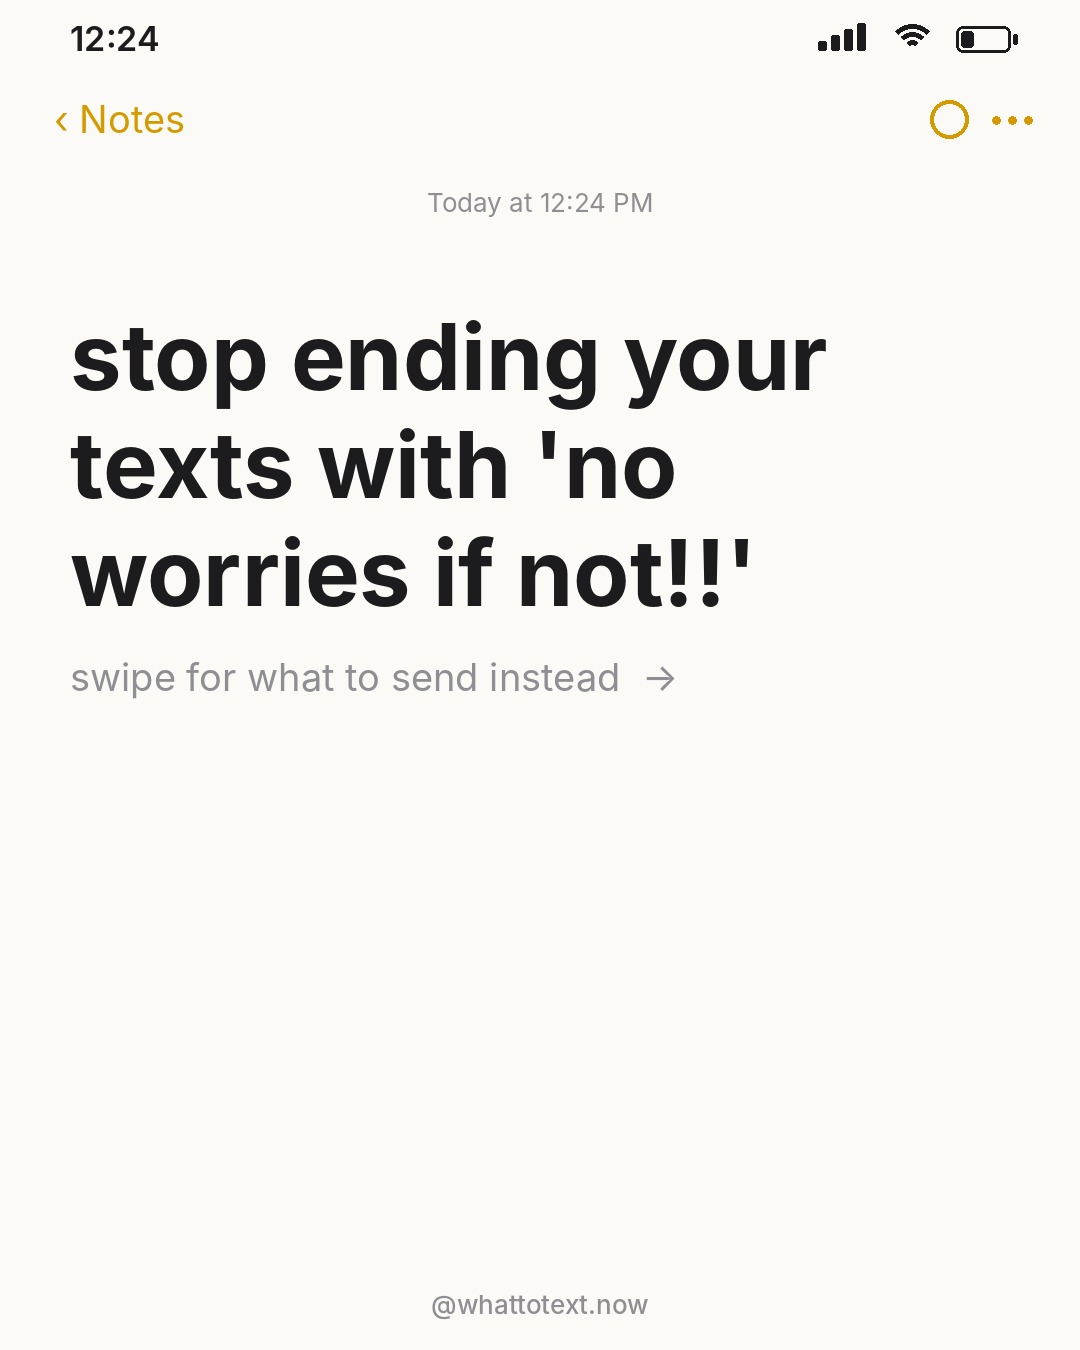 12:24
‹ Notes
Today at 12:24 PM
stop ending your
texts with 'no
worries if not!!'
swipe for what to send instead →
@whattotext.now